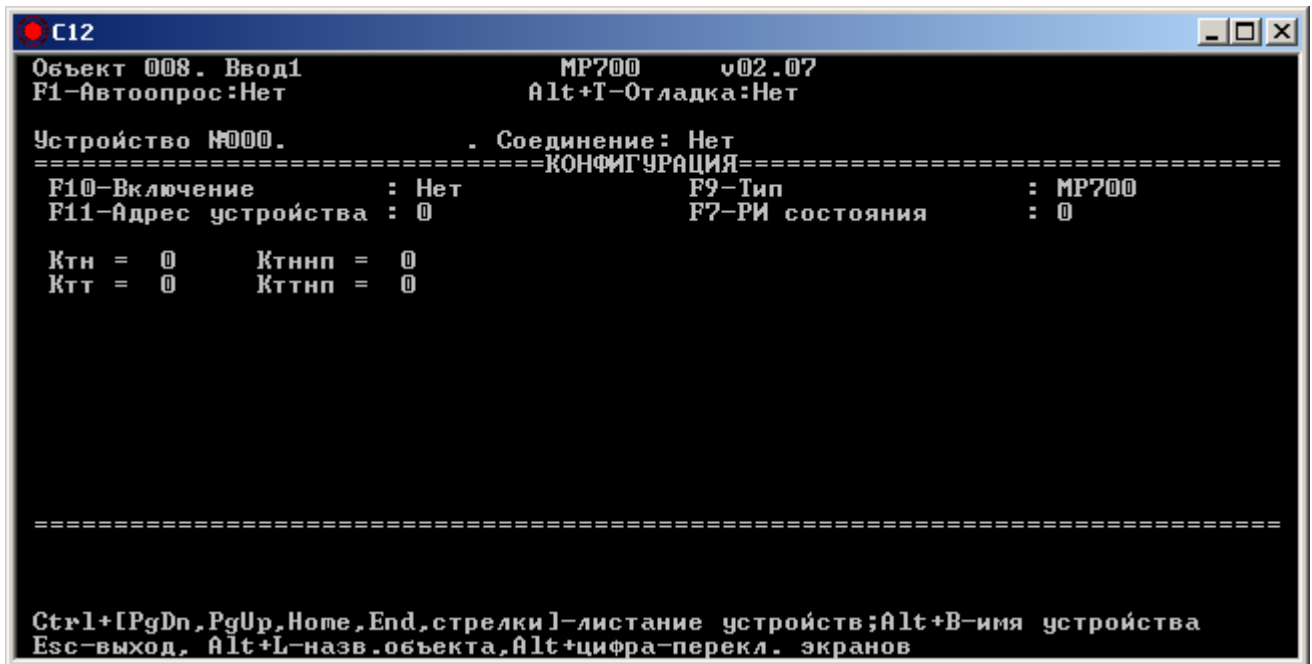 C12
Объект 008. Ввод1 МР700 v02.07
F1-Автоопрос:Нет Alt+T-Отладка:Нет
Устройство №000. . Соединение: Нет
================================КОНФИГУРАЦИЯ==================================
F10-Включение : Нет F9-Тип : МР700
F11-Адрес устройства : 0 F7-РИ состояния : 0
Ктн = 0 Ктннп = 0
Ктт = 0 Кттнп = 0
==============================================================================
Ctrl+[PgDn,PgUp,Home,End,стрелки]-листание устройств;Alt+B-имя устройства
Esc-выход, Alt+L-назв.объекта,Alt+цифра-перекл. экранов